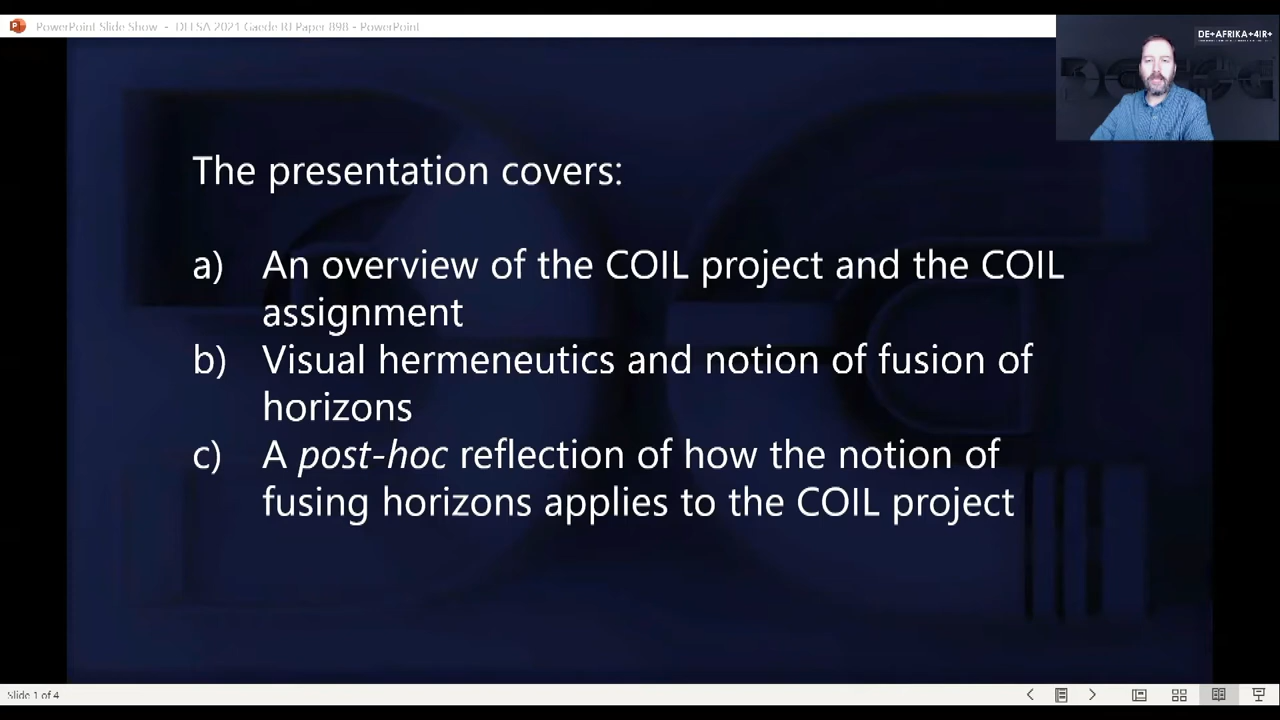 PowerPoint Slide Show - DEFSA 2021 Gaede RJ Paper 898 - PowerPoint
DE+AFRIKA+4IR+
The presentation covers:
a) An overview of the COIL project and the COIL
assignment
b) Visual hermeneutics and notion of fusion of
horizons
c) A post-hoc reflection of how the notion of
fusing horizons applies to the COIL project
Slide 1 of 4